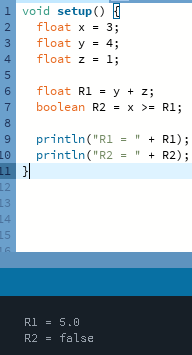 1 void setup() {
2 float x = 3;
3 float y = 4;
4 float z = 1;
5
6 float R1 = y + z;
7 boolean R2 = x >= R1;
8
9 println("R1 = " + R1);
10 println("R2 = " + R2);
11 }
12
13
14
15
16
R1 = 5.0
R2 = false